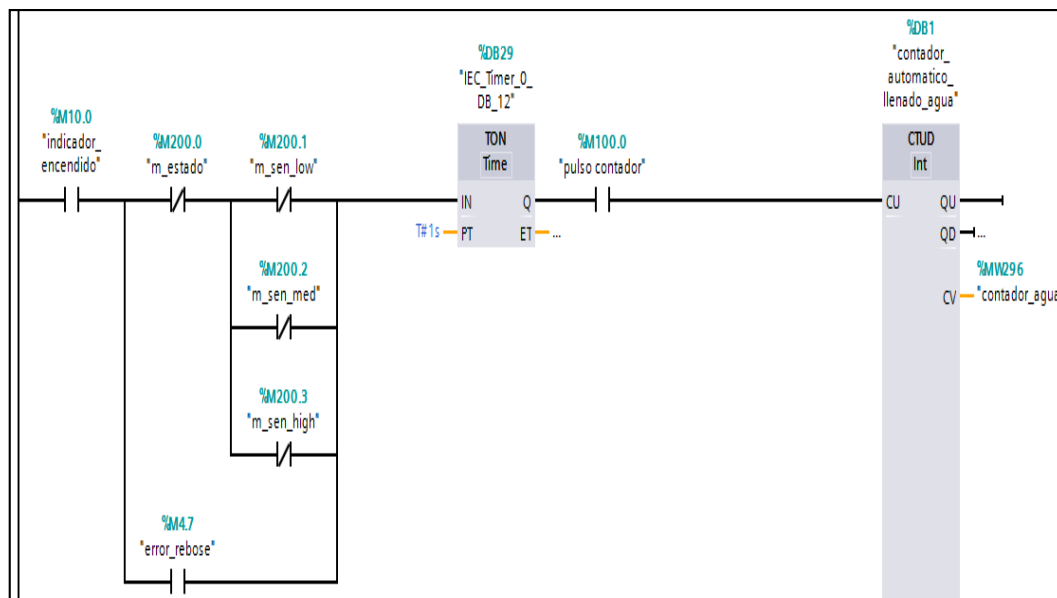 %DB1
"contador_
automatico_
llenado_agua"
%DB29
"IEC_Timer_0_
DB_12"
%M10.0
"indicador_
encendido"
%M200.0
"m_estado"
%M200.1
"m_sen_low"
TON
Time
%M100.0
"pulso contador"
CTUD
Int
IN
Q
CU
QU
T#1s
PT
ET
...
QD
...
%M200.2
"m_sen_med"
%MW296
CV
"contador_agua
%M200.3
"m_sen_high"
%M4.7
"error_rebose"